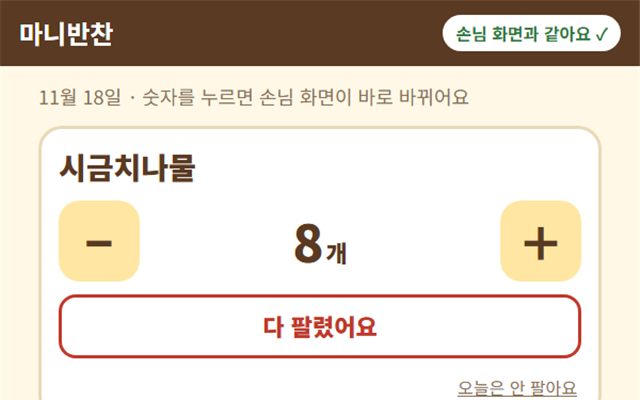 마니반찬
손님 화면과 같아요 ✓
11월 18일 · 숫자를 누르면 손님 화면이 바로 바뀌어요
시금치나물
− 8개 +
다 팔렸어요
오늘은 안 팔아요